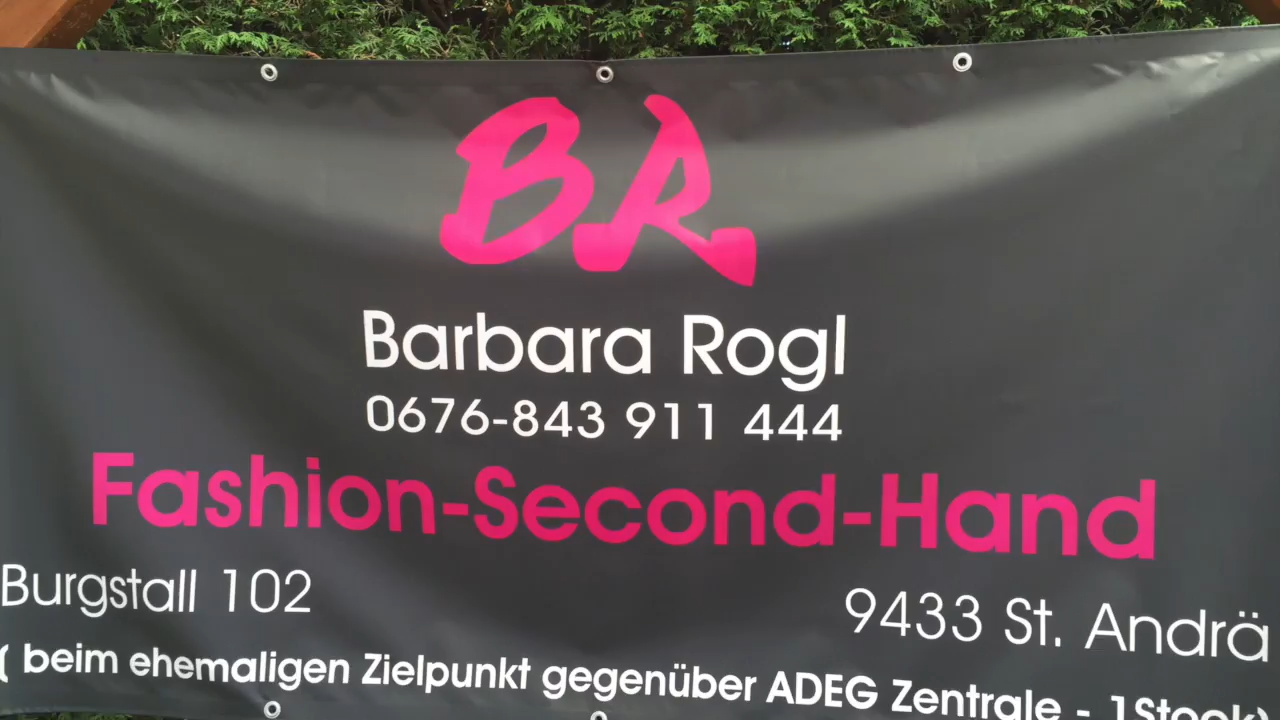 B.R.
Barbara Rogl
0676-843 911 444
Fashion-Second-Hand
Burgstall 102 9433 St. Andrä
( beim ehemaligen Zielpunkt gegenüber ADEG Zentrale - 1Stock)